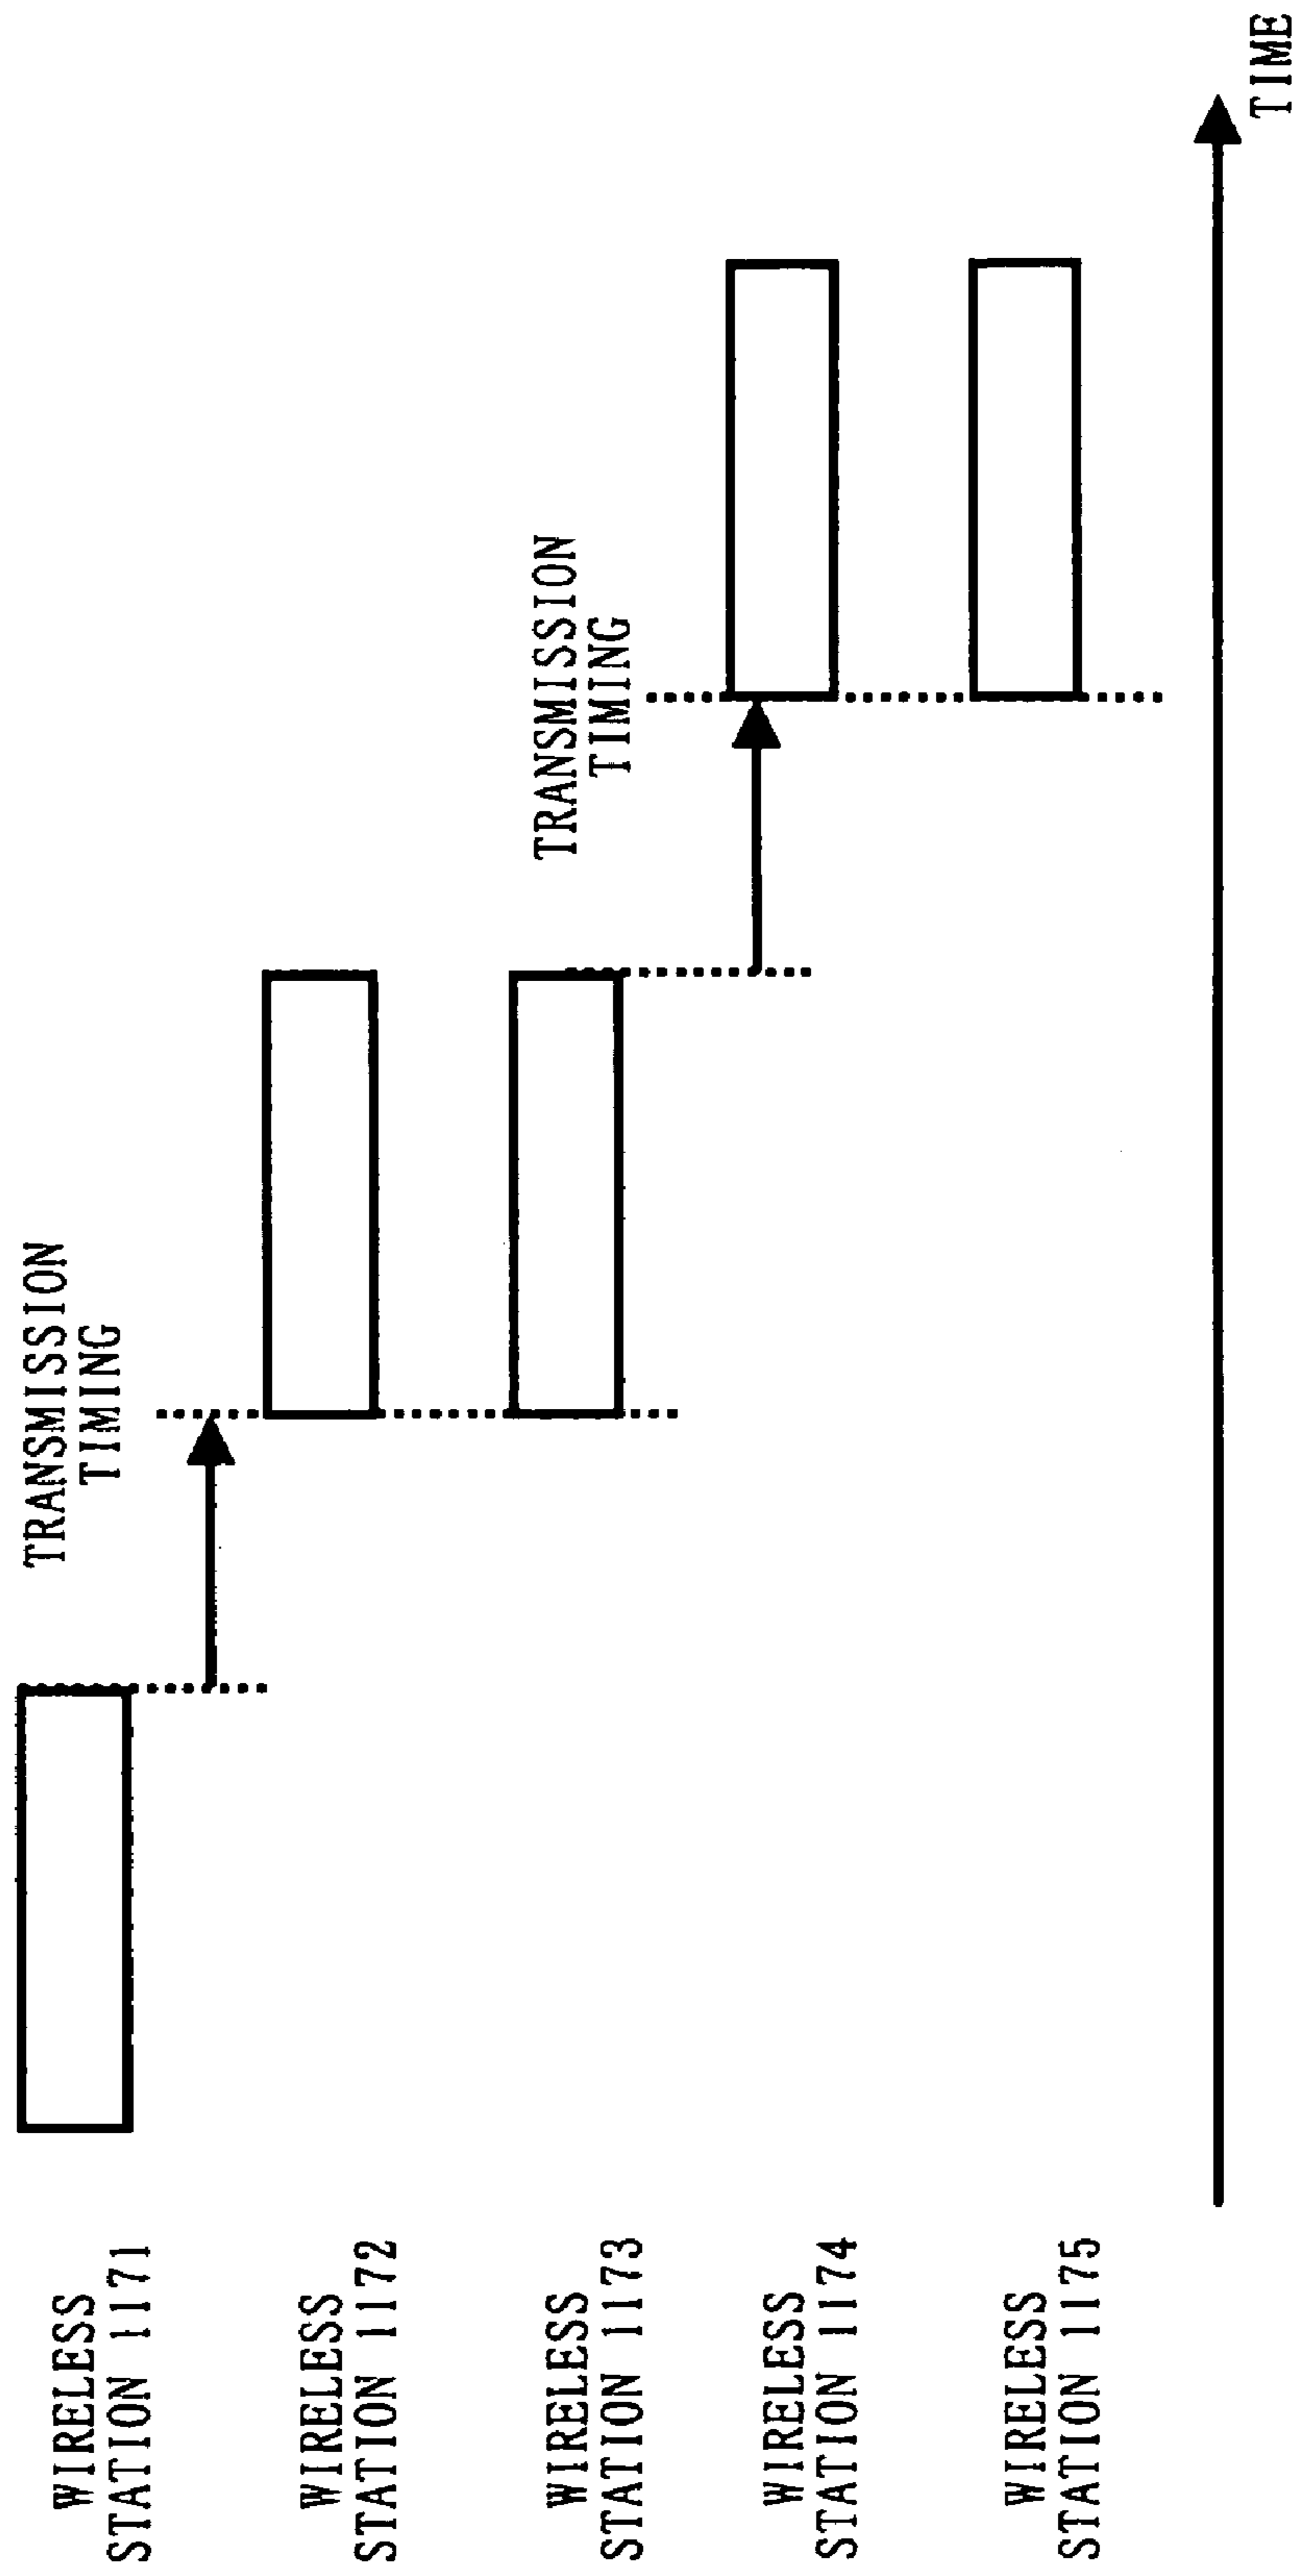 TRANSMISSION
TIMING
TRANSMISSION
TIMING
WIRELESS
STATION 1171
WIRELESS
STATION 1172
WIRELESS
STATION 1173
WIRELESS
STATION 1174
WIRELESS
STATION 1175
TIME